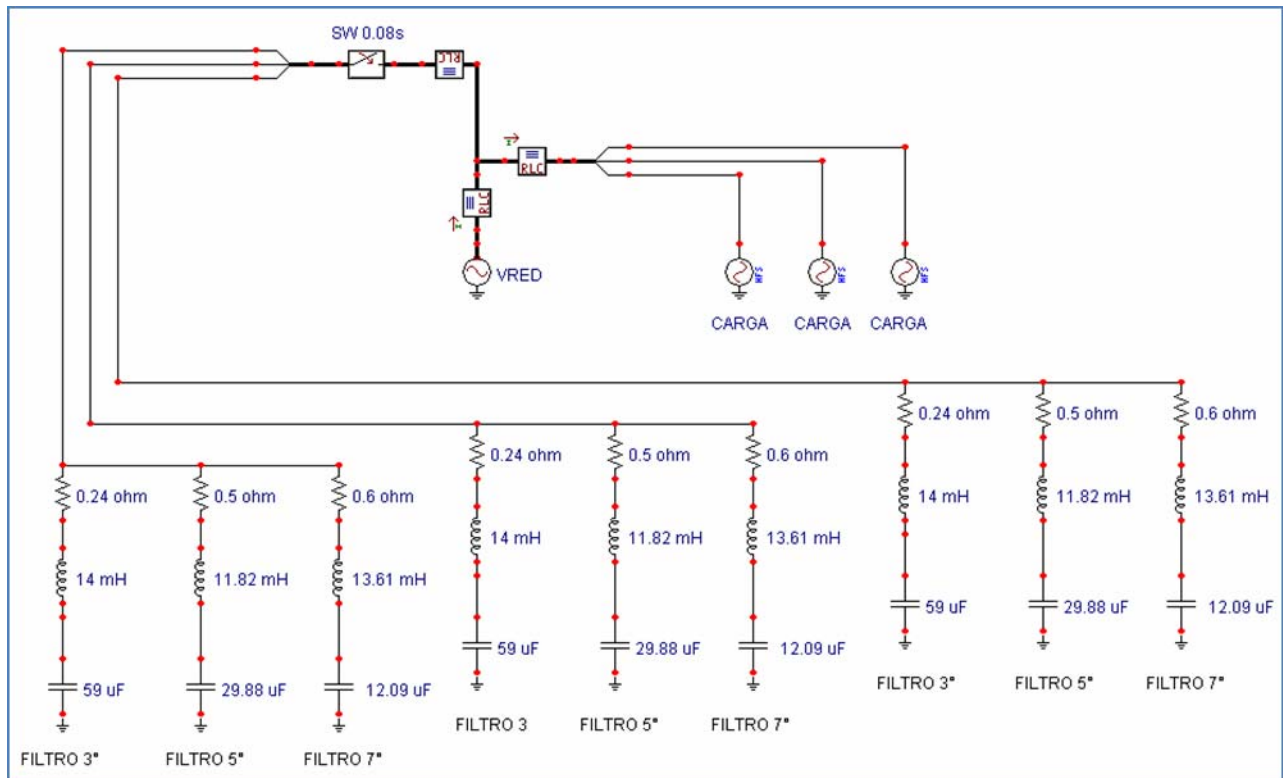 SW 0.08s
RLC
RLC
RLC
VRED
HFS
HFS
HFS
CARGA
CARGA
CARGA
0.24 ohm
0.5 ohm
0.6 ohm
14 mH
11.82 mH
13.61 mH
59 uF
29.88 uF
12.09 uF
FILTRO 3°
FILTRO 5°
FILTRO 7°
0.24 ohm
0.5 ohm
0.6 ohm
14 mH
11.82 mH
13.61 mH
59 uF
29.88 uF
12.09 uF
FILTRO 3
FILTRO 5°
FILTRO 7°
0.24 ohm
0.5 ohm
0.6 ohm
14 mH
11.82 mH
13.61 mH
59 uF
29.88 uF
12.09 uF
FILTRO 3°
FILTRO 5°
FILTRO 7°